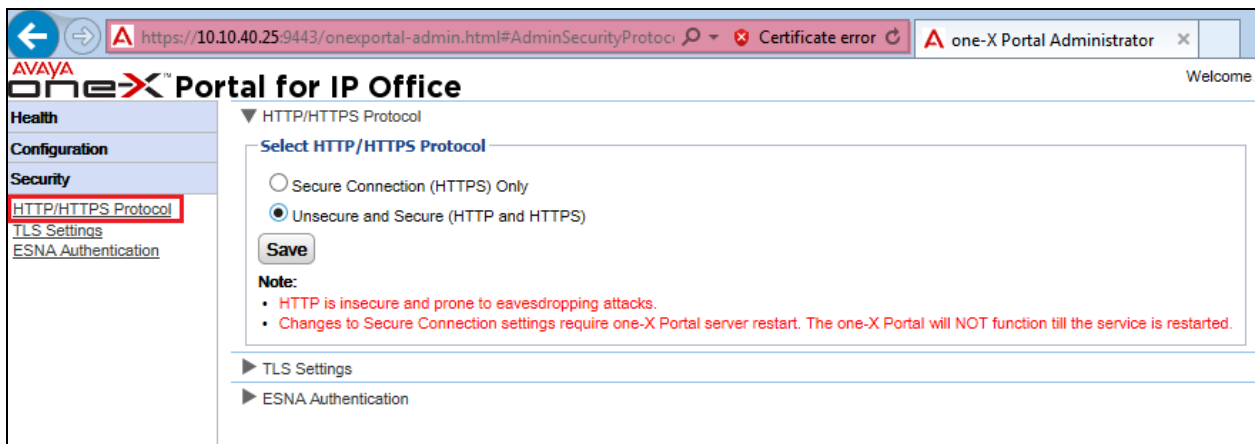 https://10.10.40.25:9443/onexportal-admin.html#AdminSecurityProtoc
Certificate error
one-X Portal Administrator
AVAYA
one-X™ Portal for IP Office
Welcome
Health
Configuration
Security
HTTP/HTTPS Protocol
TLS Settings
ESNA Authentication
HTTP/HTTPS Protocol
Select HTTP/HTTPS Protocol
Secure Connection (HTTPS) Only
Unsecure and Secure (HTTP and HTTPS)
Save
Note:
• HTTP is insecure and prone to eavesdropping attacks.
• Changes to Secure Connection settings require one-X Portal server restart. The one-X Portal will NOT function till the service is restarted.
TLS Settings
ESNA Authentication